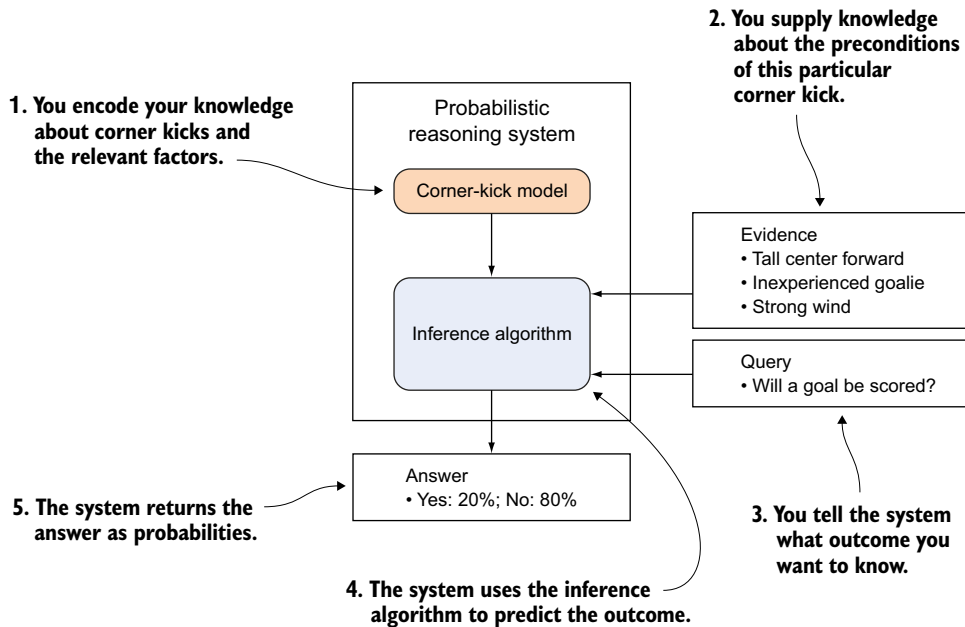 2. You supply knowledge
about the preconditions
of this particular
corner kick.
1. You encode your knowledge
about corner kicks and
the relevant factors.
Probabilistic
reasoning system
Corner-kick model
Evidence
• Tall center forward
• Inexperienced goalie
• Strong wind
Inference algorithm
Query
• Will a goal be scored?
Answer
• Yes: 20%; No: 80%
5. The system returns the
answer as probabilities.
3. You tell the system
what outcome you
want to know.
4. The system uses the inference
algorithm to predict the outcome.